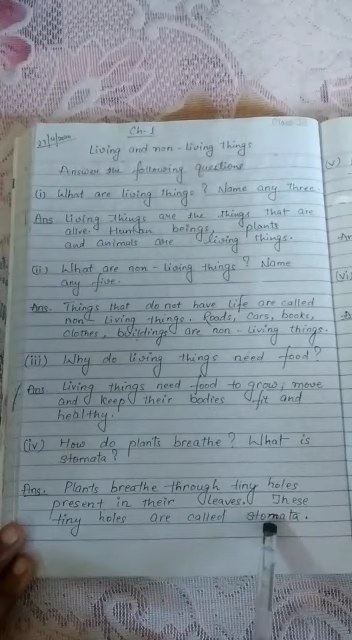 Ch-1
Living and non-living things
Answer the following questions
(i) What are living things? Name any three.
Ans Living things are the things that are
alive. Human beings, plants
and animals are living things.
(ii) What are non-living things? Name
any five.
Ans. Things that do not have life are called
non-living things. Roads, cars, books,
clothes, buildings are non-living things.
(iii) Why do living things need food?
Ans. Living things need food to grow, move
and keep their bodies fit and
healthy.
(iv) How do plants breathe? What is
stomata?
Ans. Plants breathe through tiny holes
present in their leaves. These
tiny holes are called stomata.
(v)
(vi)